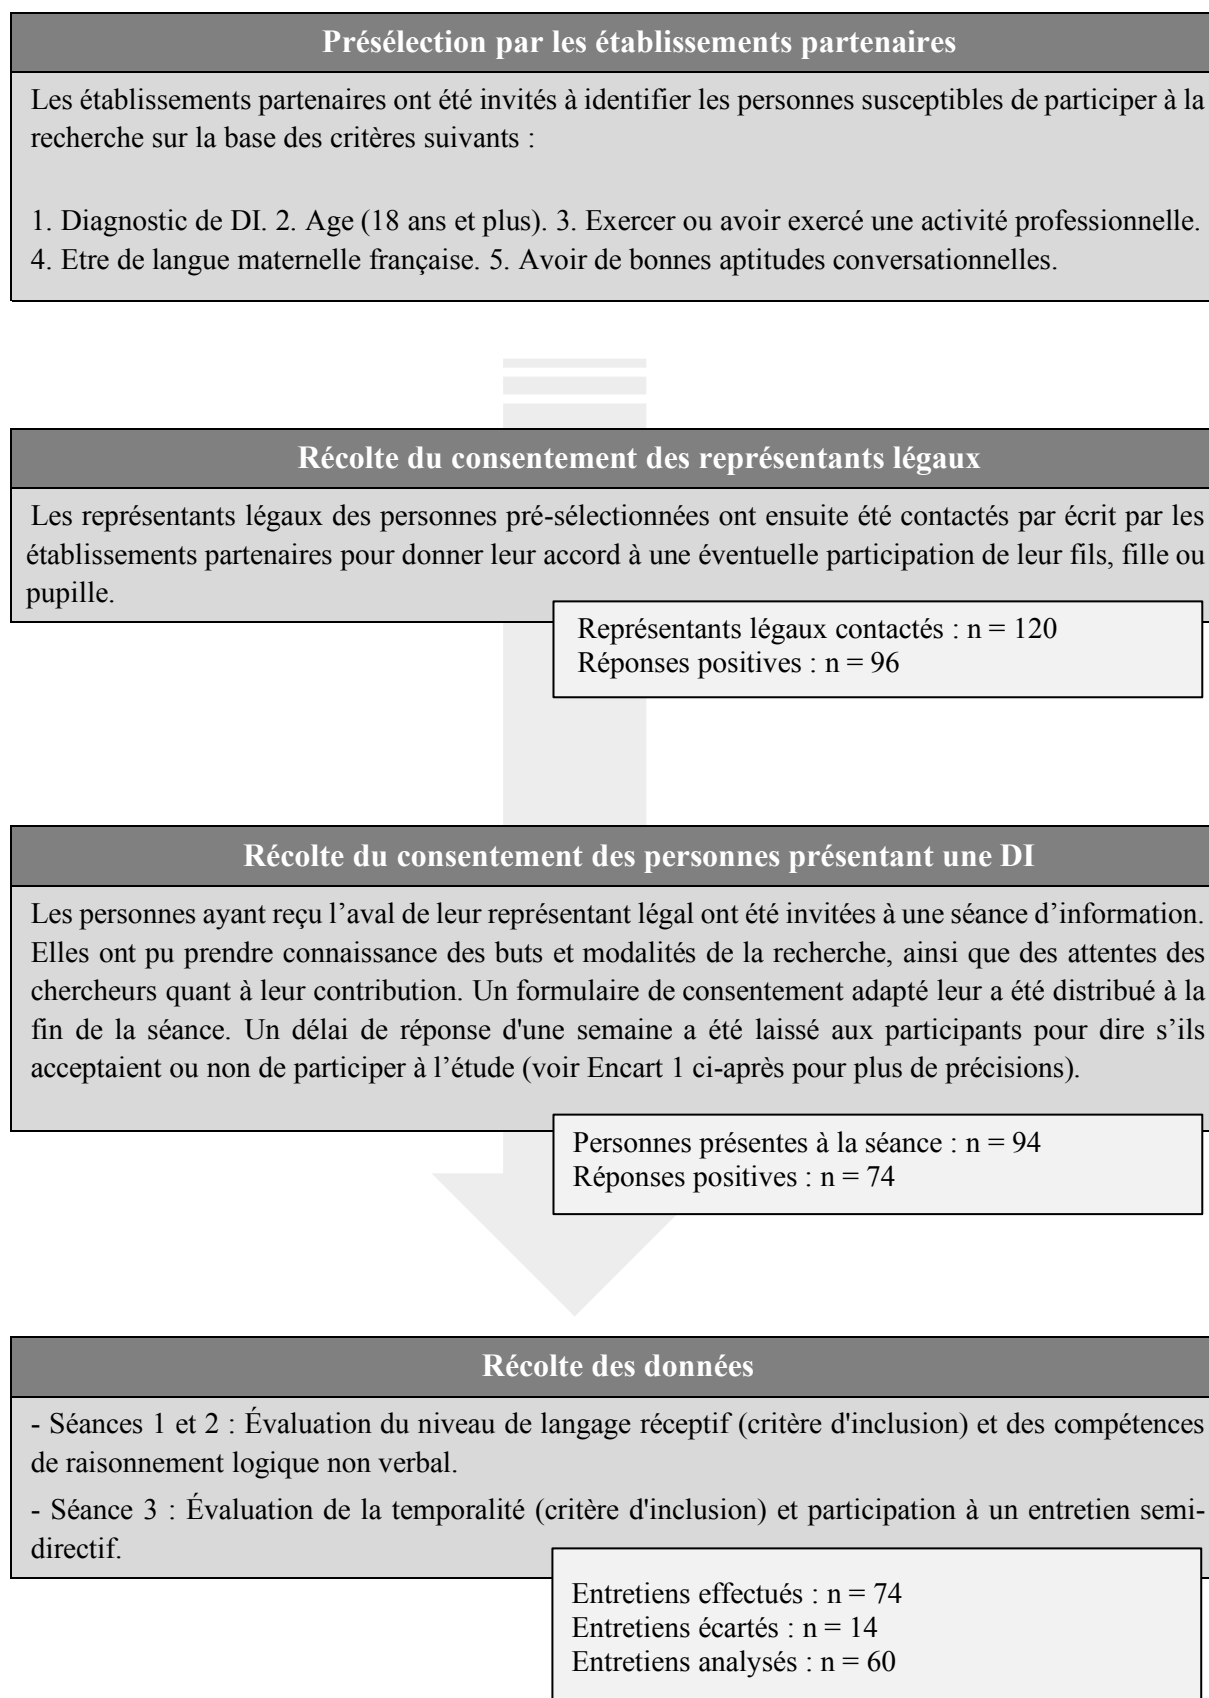 Présélection par les établissements partenaires
Les établissements partenaires ont été invités à identifier les personnes susceptibles de participer à la
recherche sur la base des critères suivants :
1. Diagnostic de DI. 2. Age (18 ans et plus). 3. Exercer ou avoir exercé une activité professionnelle.
4. Etre de langue maternelle française. 5. Avoir de bonnes aptitudes conversationnelles.
Récolte du consentement des représentants légaux
Les représentants légaux des personnes pré-sélectionnées ont ensuite été contactés par écrit par les
établissements partenaires pour donner leur accord à une éventuelle participation de leur fils, fille ou
pupille.
Représentants légaux contactés : n = 120
Réponses positives : n = 96
Récolte du consentement des personnes présentant une DI
Les personnes ayant reçu l’aval de leur représentant légal ont été invitées à une séance d’information.
Elles ont pu prendre connaissance des buts et modalités de la recherche, ainsi que des attentes des
chercheurs quant à leur contribution. Un formulaire de consentement adapté leur a été distribué à la
fin de la séance. Un délai de réponse d'une semaine a été laissé aux participants pour dire s’ils
acceptaient ou non de participer à l’étude (voir Encart 1 ci-après pour plus de précisions).
Personnes présentes à la séance : n = 94
Réponses positives : n = 74
Récolte des données
- Séances 1 et 2 : Évaluation du niveau de langage réceptif (critère d'inclusion) et des compétences
de raisonnement logique non verbal.
- Séance 3 : Évaluation de la temporalité (critère d'inclusion) et participation à un entretien semi-
directif.
Entretiens effectués : n = 74
Entretiens écartés : n = 14
Entretiens analysés : n = 60